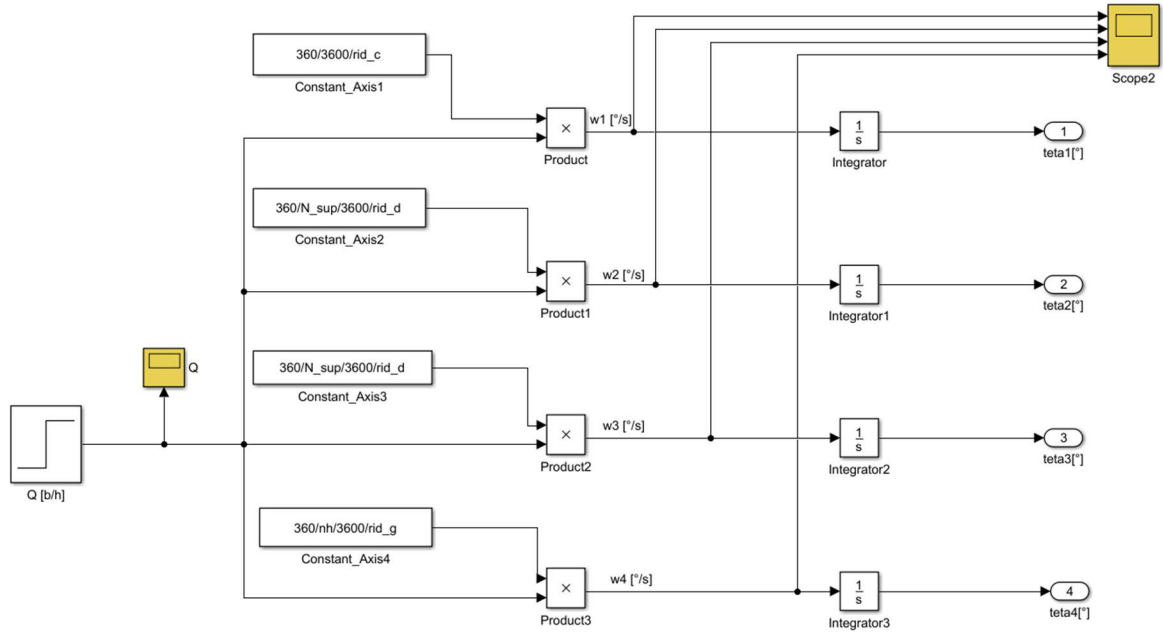 360/3600/rid_c
Constant_Axis1
Scope2
×
w1 [°/s]
Product
1
s
Integrator
1
teta1[°]
360/N_sup/3600/rid_d
Constant_Axis2
×
w2 [°/s]
Product1
1
s
Integrator1
2
teta2[°]
Q
360/N_sup/3600/rid_d
Constant_Axis3
×
w3 [°/s]
Product2
1
s
Integrator2
3
teta3[°]
Q [b/h]
360/nh/3600/rid_g
Constant_Axis4
×
w4 [°/s]
Product3
1
s
Integrator3
4
teta4[°]